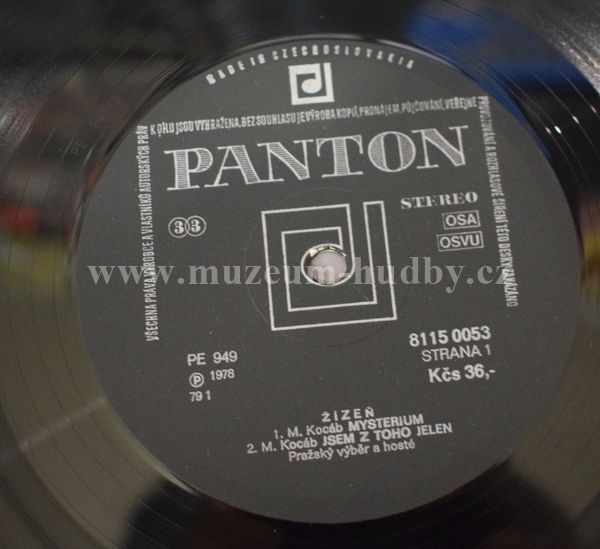 MADE IN CZECHOSLOVAKIA
VŠECHNA PRÁVA VÝROBCE A VLASTNÍKŮ AUTORSKÝCH PRÁV K DÍLU JSOU VYHRAŽENA. BEZ SOUHLASU JE VÝROBA KOPIÍ, PRONÁJEM, PŮJČOVÁNÍ, VEŘEJNÉ PROVOZOVÁNÍ A ROZHLASOVÉ ŠÍŘENÍ TÉTO DESKY ZAKÁZÁNO
PANTON
STEREO
33
OSA
OSVU
www.muzeum-hudby.cz
PE 949
8115 0053
Ⓟ 1978
STRANA 1
79 1
Kčs 36,-
ŽÍZEŇ
1. M. Kocáb MYSTERIUM
2. M. Kocáb JSEM Z TOHO JELEN
Pražský výběr a hosté